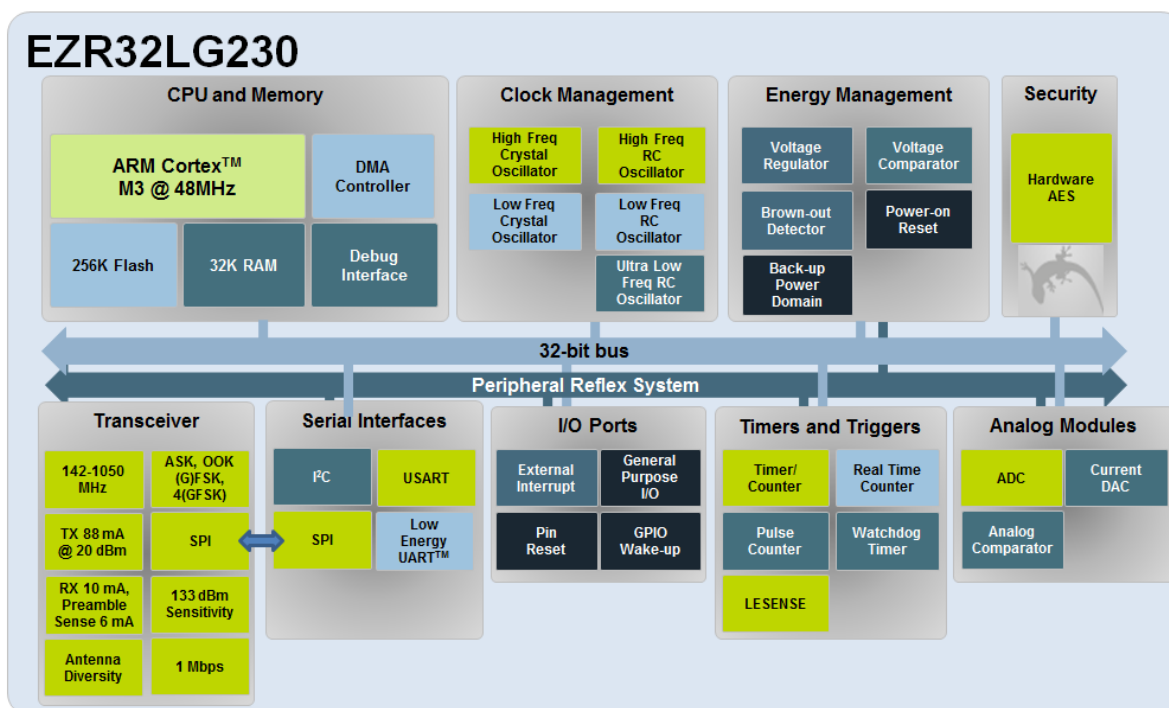 EZR32LG230
CPU and Memory
ARM Cortex™
M3 @ 48MHz
DMA
Controller
256K Flash
32K RAM
Debug
Interface
Clock Management
High Freq
Crystal
Oscillator
High Freq
RC
Oscillator
Low Freq
Crystal
Oscillator
Low Freq
RC
Oscillator
Ultra Low
Freq RC
Oscillator
Energy Management
Voltage
Regulator
Voltage
Comparator
Brown-out
Detector
Power-on
Reset
Back-up
Power
Domain
Security
Hardware
AES
32-bit bus
Peripheral Reflex System
Transceiver
142-1050
MHz
ASK, OOK
(G)FSK,
4(GFSK)
TX 88 mA
@ 20 dBm
SPI
RX 10 mA,
Preamble
Sense 6 mA
133 dBm
Sensitivity
Antenna
Diversity
1 Mbps
Serial Interfaces
I²C
USART
SPI
Low
Energy
UART™
I/O Ports
External
Interrupt
General
Purpose
I/O
Pin
Reset
GPIO
Wake-up
Timers and Triggers
Timer/
Counter
Real Time
Counter
Pulse
Counter
Watchdog
Timer
LESENSE
Analog Modules
ADC
Current
DAC
Analog
Comparator